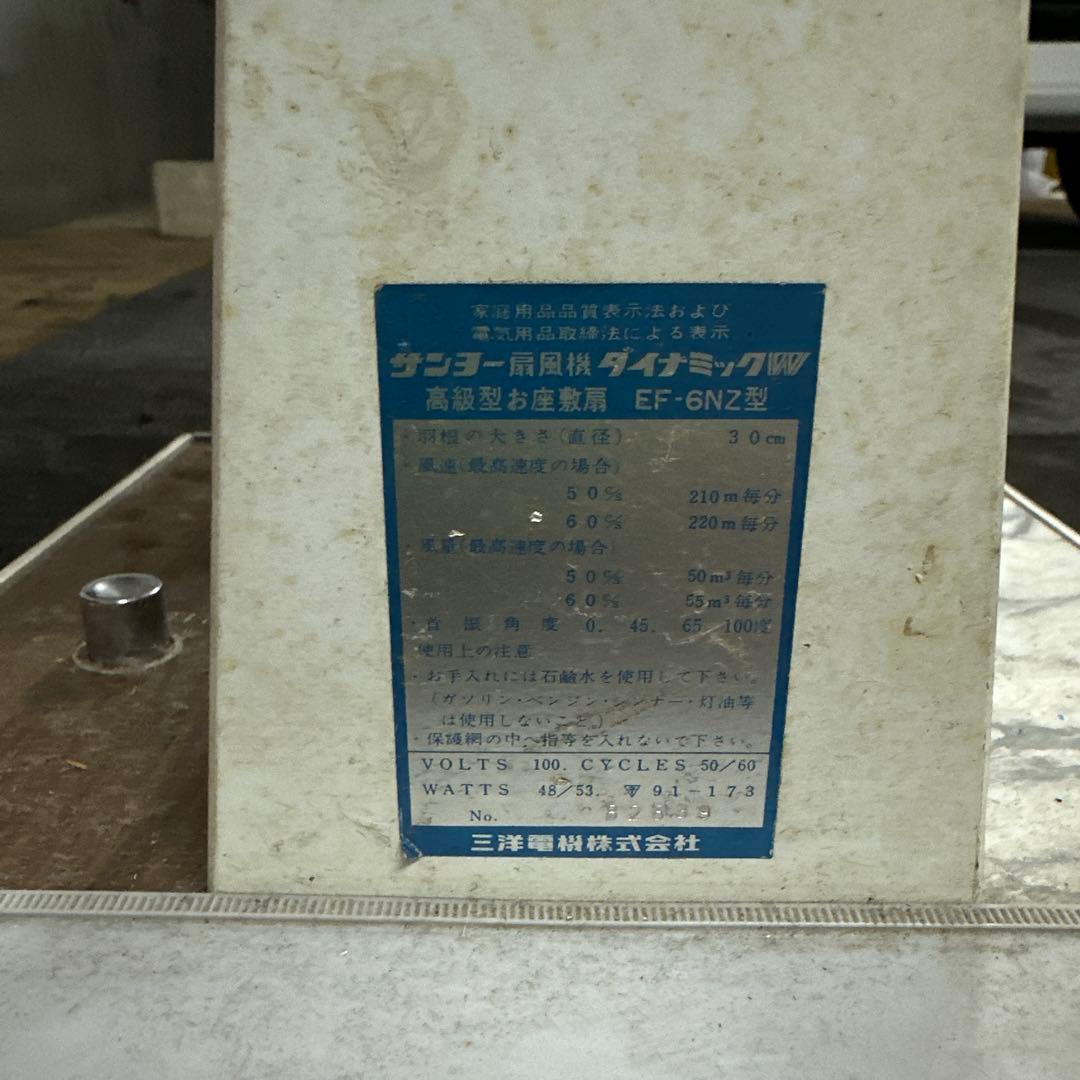 家庭用品品質表示法および
電気用品取締法による表示
サンヨー扇風機 ダイナミックW
高級型お座敷扇 EF-6NZ型
・羽根の大きさ(直径) 30cm
・風速(最高速度の場合)
50c/s 210m毎分
60c/s 220m毎分
・風量(最高速度の場合)
50c/s 50m³毎分
60c/s 55m³毎分
・首振角度 0. 45. 65 100度
使用上の注意
・お手入れには石鹸水を使用して下さい。
(ガソリン・ベンジン・シンナー・灯油等
は使用しないこと。)
・保護網の中へ指等を入れないで下さい。
VOLTS 100. CYCLES 50/60
WATTS 48/53. 91-173
No.
三洋電機株式会社